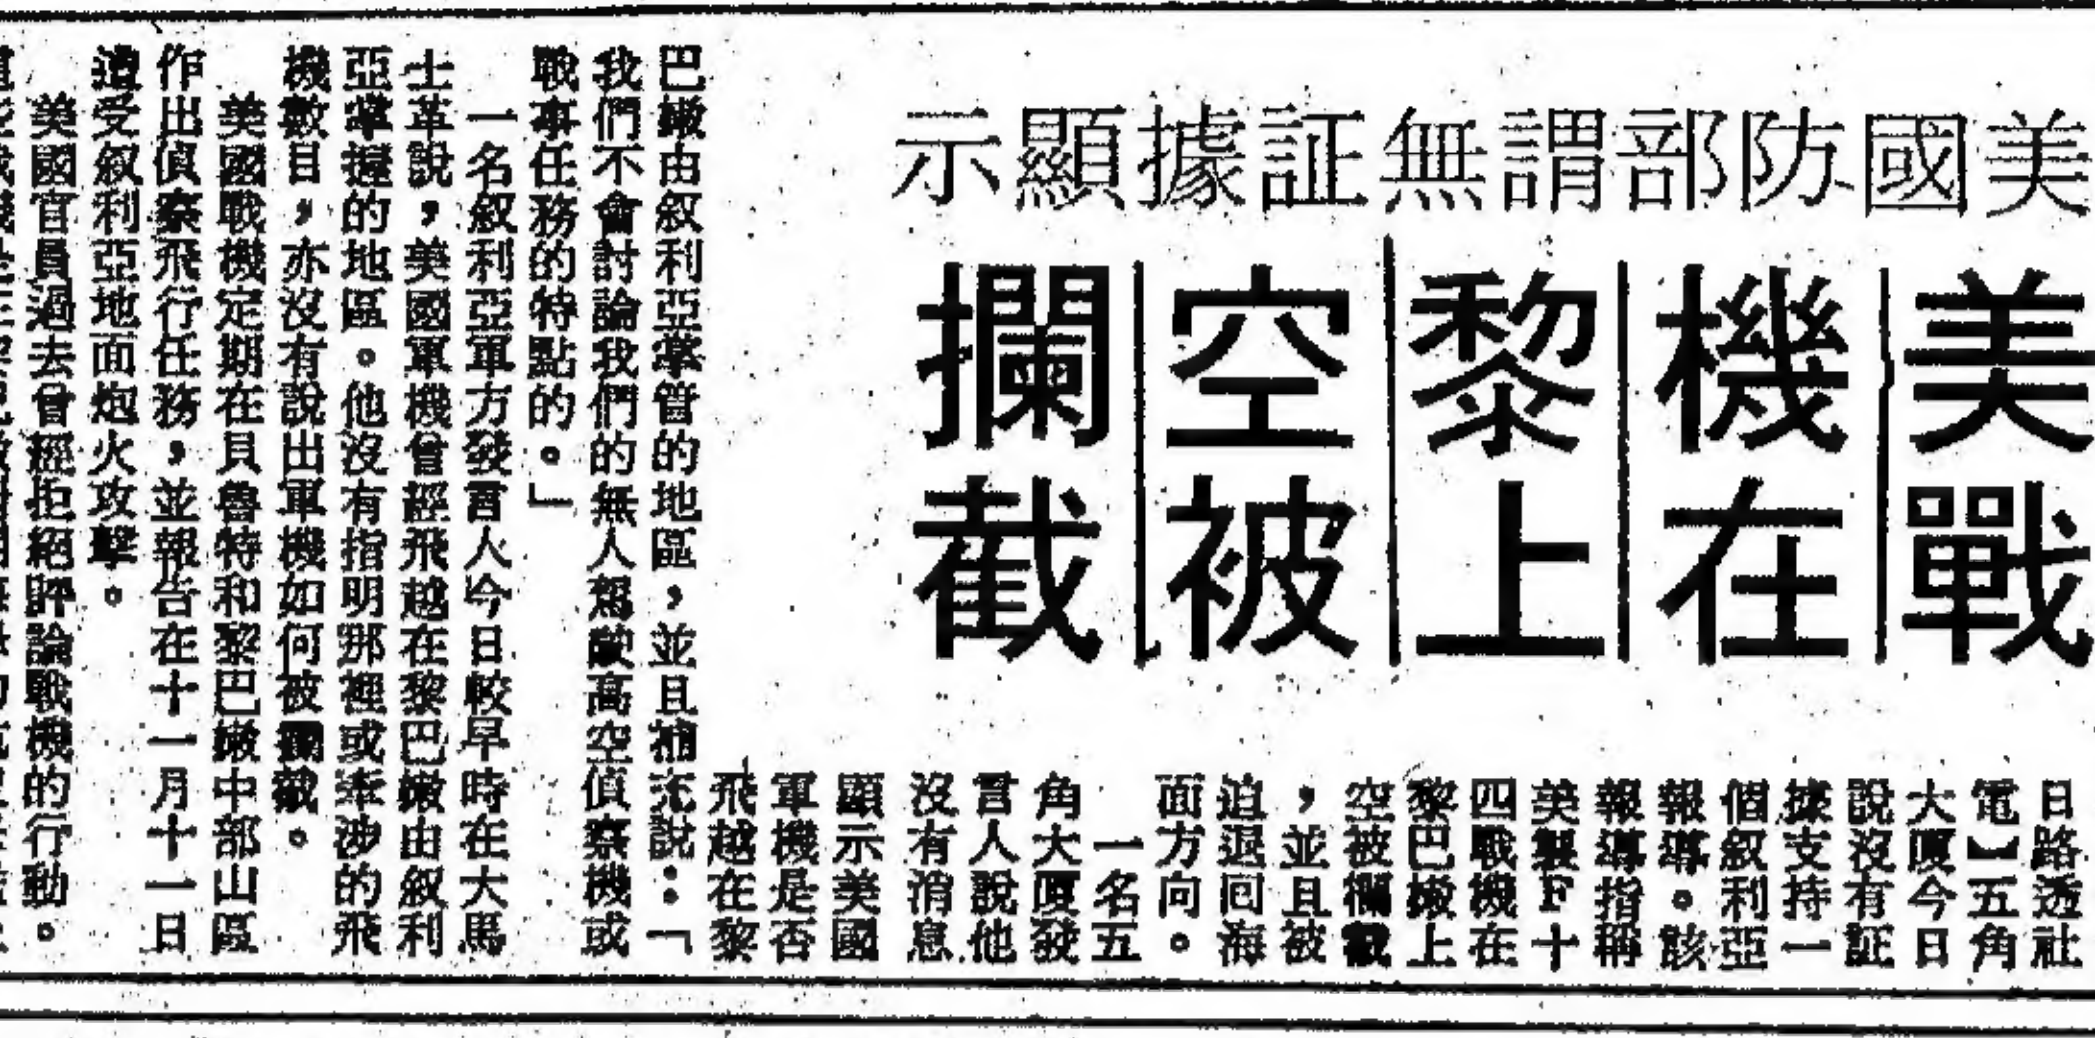 美國防部謂無証據顯示
美戰
機在
黎上
空被
攔截
日路透社
電】五角
大廈今日
說沒有証
據支持一
個叙利亞
報導。該
報導指稱
美製F十
四戰機在
黎巴嫩上
空被攔截
，並且被
迫退回海
面方向。
一名五
角大廈發
言人說他
沒有消息
顯示美國
軍機是否
飛越在黎
巴嫩由叙利亞掌管的地區，並且補充說：「
我們不會討論我們的無人駕駛高空偵察機或
戰事任務的特點的。」
一名叙利亞軍方發言人今日較早時在大馬
士革說，美國軍機曾經飛越在黎巴嫩由叙利
亞掌握的地區。他沒有指明那裡或牽涉的飛
機數目，亦沒有說出軍機如何被攔截。
美國戰機定期在貝魯特和黎巴嫩中部山區
作出偵察飛行任務，並報告在十一月十一日
遭受叙利亞地面炮火攻擊。
美國官員過去曾經拒絕評論戰機的行動。